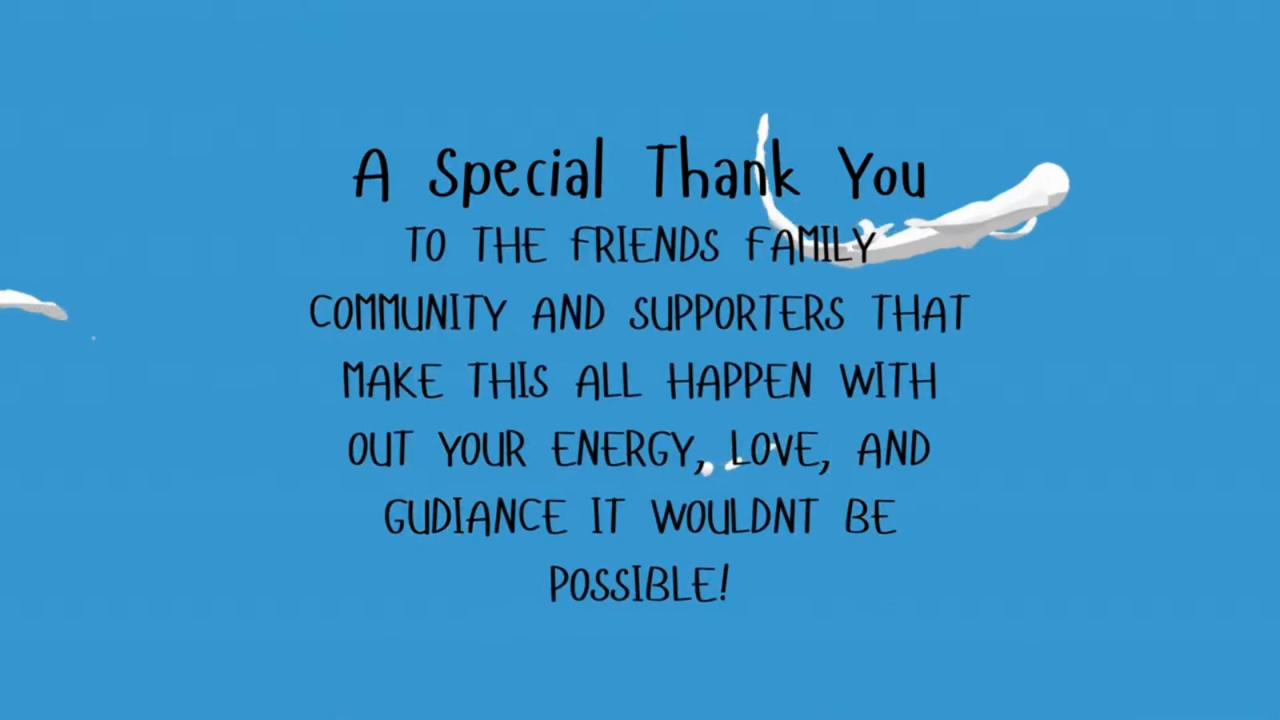 A Special Thank You
TO THE FRIENDS FAMILY
COMMUNITY AND SUPPORTERS THAT
MAKE THIS ALL HAPPEN WITH
OUT YOUR ENERGY, LOVE, AND
GUDIANCE IT WOULDNT BE
POSSIBLE!